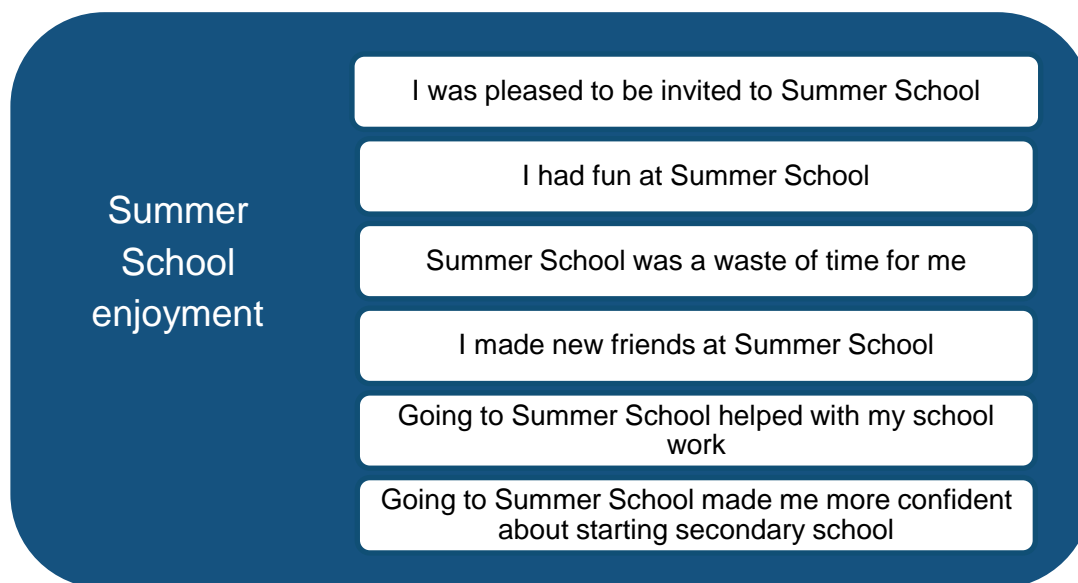 Summer
School
enjoyment
I was pleased to be invited to Summer School
I had fun at Summer School
Summer School was a waste of time for me
I made new friends at Summer School
Going to Summer School helped with my school
work
Going to Summer School made me more confident
about starting secondary school